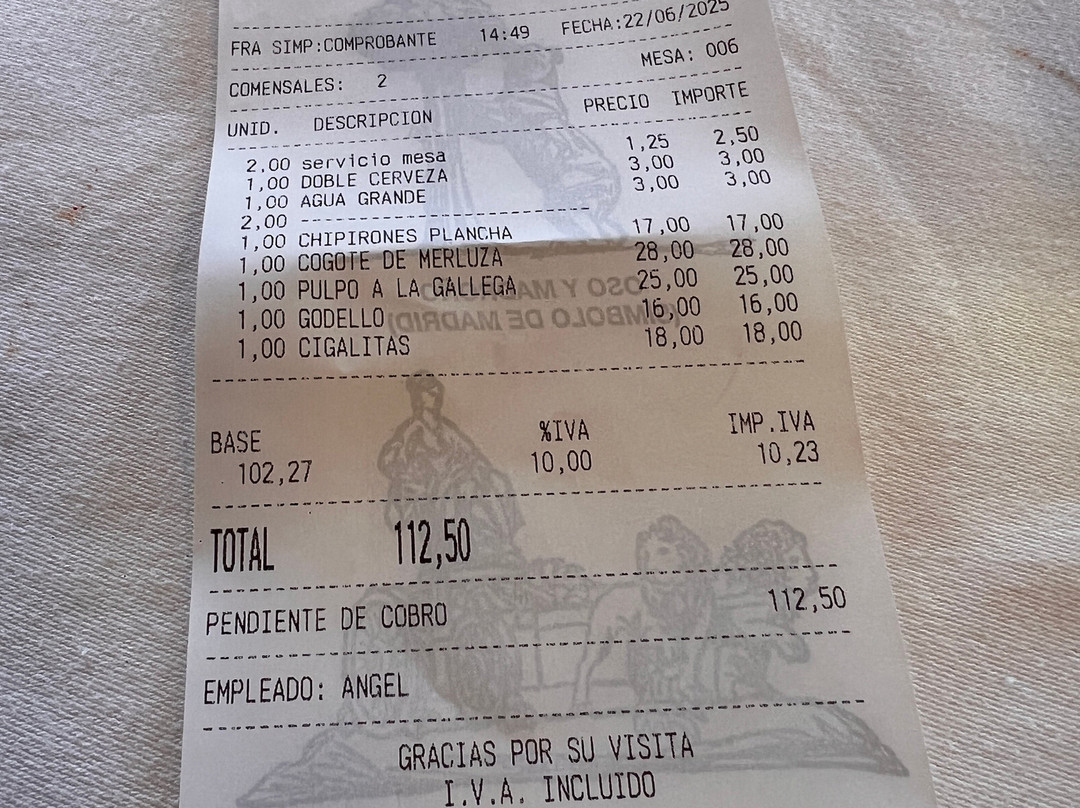 FRA SIMP:COMPROBANTE 14:49 FECHA:22/06/2025
COMENSALES: 2 MESA: 006
UNID. DESCRIPCION PRECIO IMPORTE
2,00 servicio mesa 1,25 2,50
1,00 DOBLE CERVEZA 3,00 3,00
1,00 AGUA GRANDE 3,00 3,00
2,00 --------------------------
1,00 CHIPIRONES PLANCHA 17,00 17,00
1,00 COGOTE DE MERLUZA 28,00 28,00
1,00 PULPO A LA GALLEGA 25,00 25,00
1,00 GODELLO 16,00 16,00
1,00 CIGALITAS 18,00 18,00
BASE %IVA IMP.IVA
102,27 10,00 10,23
TOTAL 112,50
PENDIENTE DE COBRO 112,50
EMPLEADO: ANGEL
GRACIAS POR SU VISITA
I.V.A. INCLUIDO